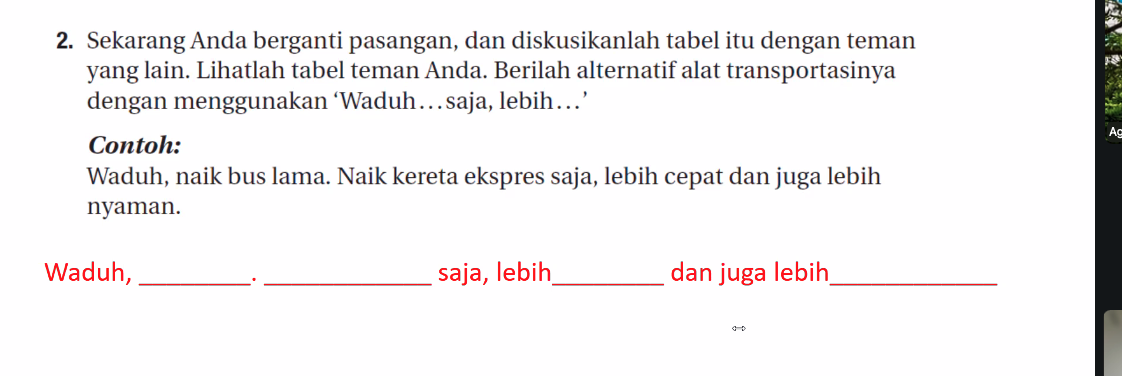 2. Sekarang Anda berganti pasangan, dan diskusikanlah tabel itu dengan teman
yang lain. Lihatlah tabel teman Anda. Berilah alternatif alat transportasinya
dengan menggunakan ‘Waduh…saja, lebih…’
Contoh:
Waduh, naik bus lama. Naik kereta ekspres saja, lebih cepat dan juga lebih
nyaman.
Waduh, ________. ____________ saja, lebih________ dan juga lebih____________
Ag